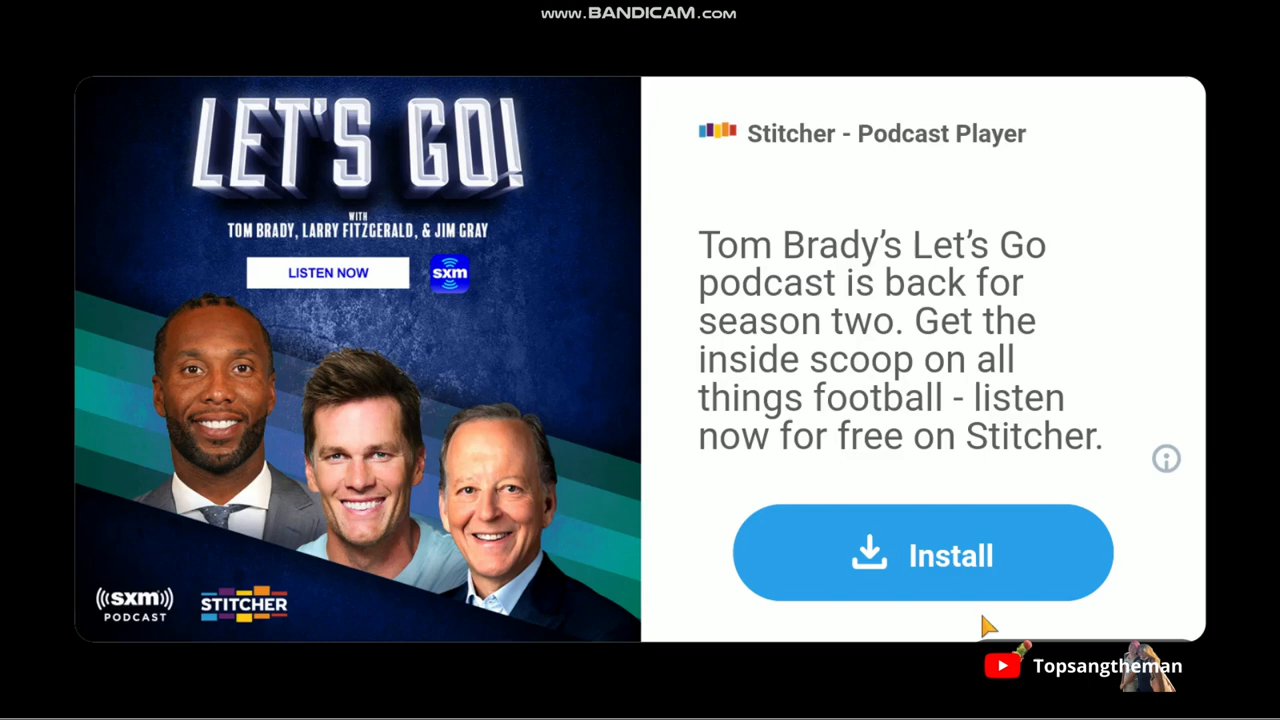 www.BANDICAM.com
LET'S GO!
WITH
TOM BRADY, LARRY FITZGERALD, & JIM GRAY
LISTEN NOW
sxm
((sxm))
PODCAST
STITCHER
Stitcher - Podcast Player
Tom Brady’s Let’s Go
podcast is back for
season two. Get the
inside scoop on all
things football - listen
now for free on Stitcher.
Install
Topsangtheman